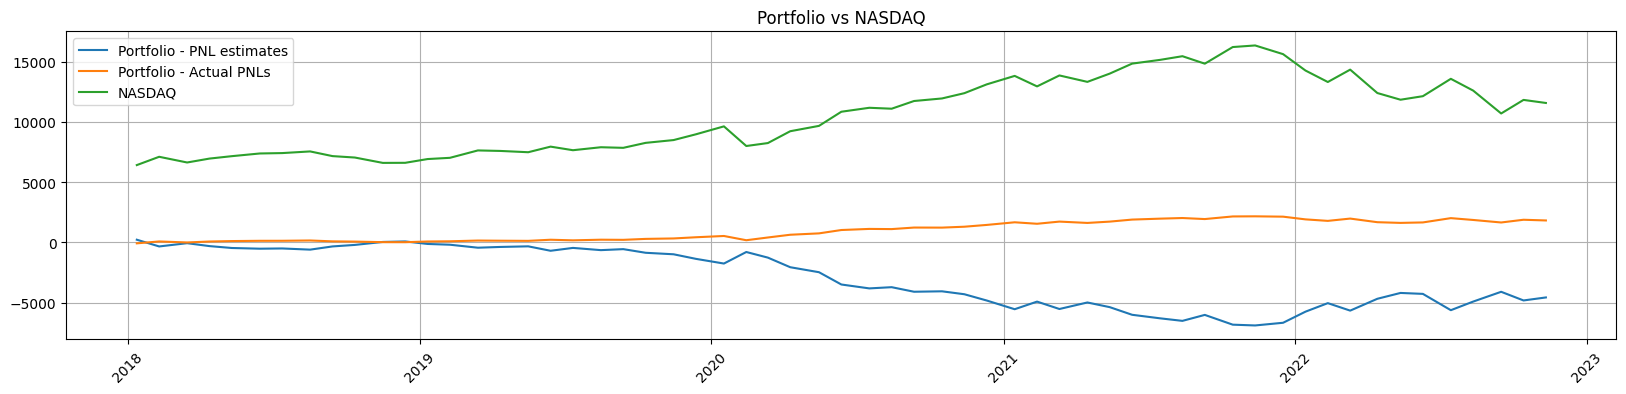 Portfolio vs NASDAQ
Portfolio - PNL estimates
Portfolio - Actual PNLs
NASDAQ
15000
10000
5000
0
−5000
2018
2019
2020
2021
2022
2023